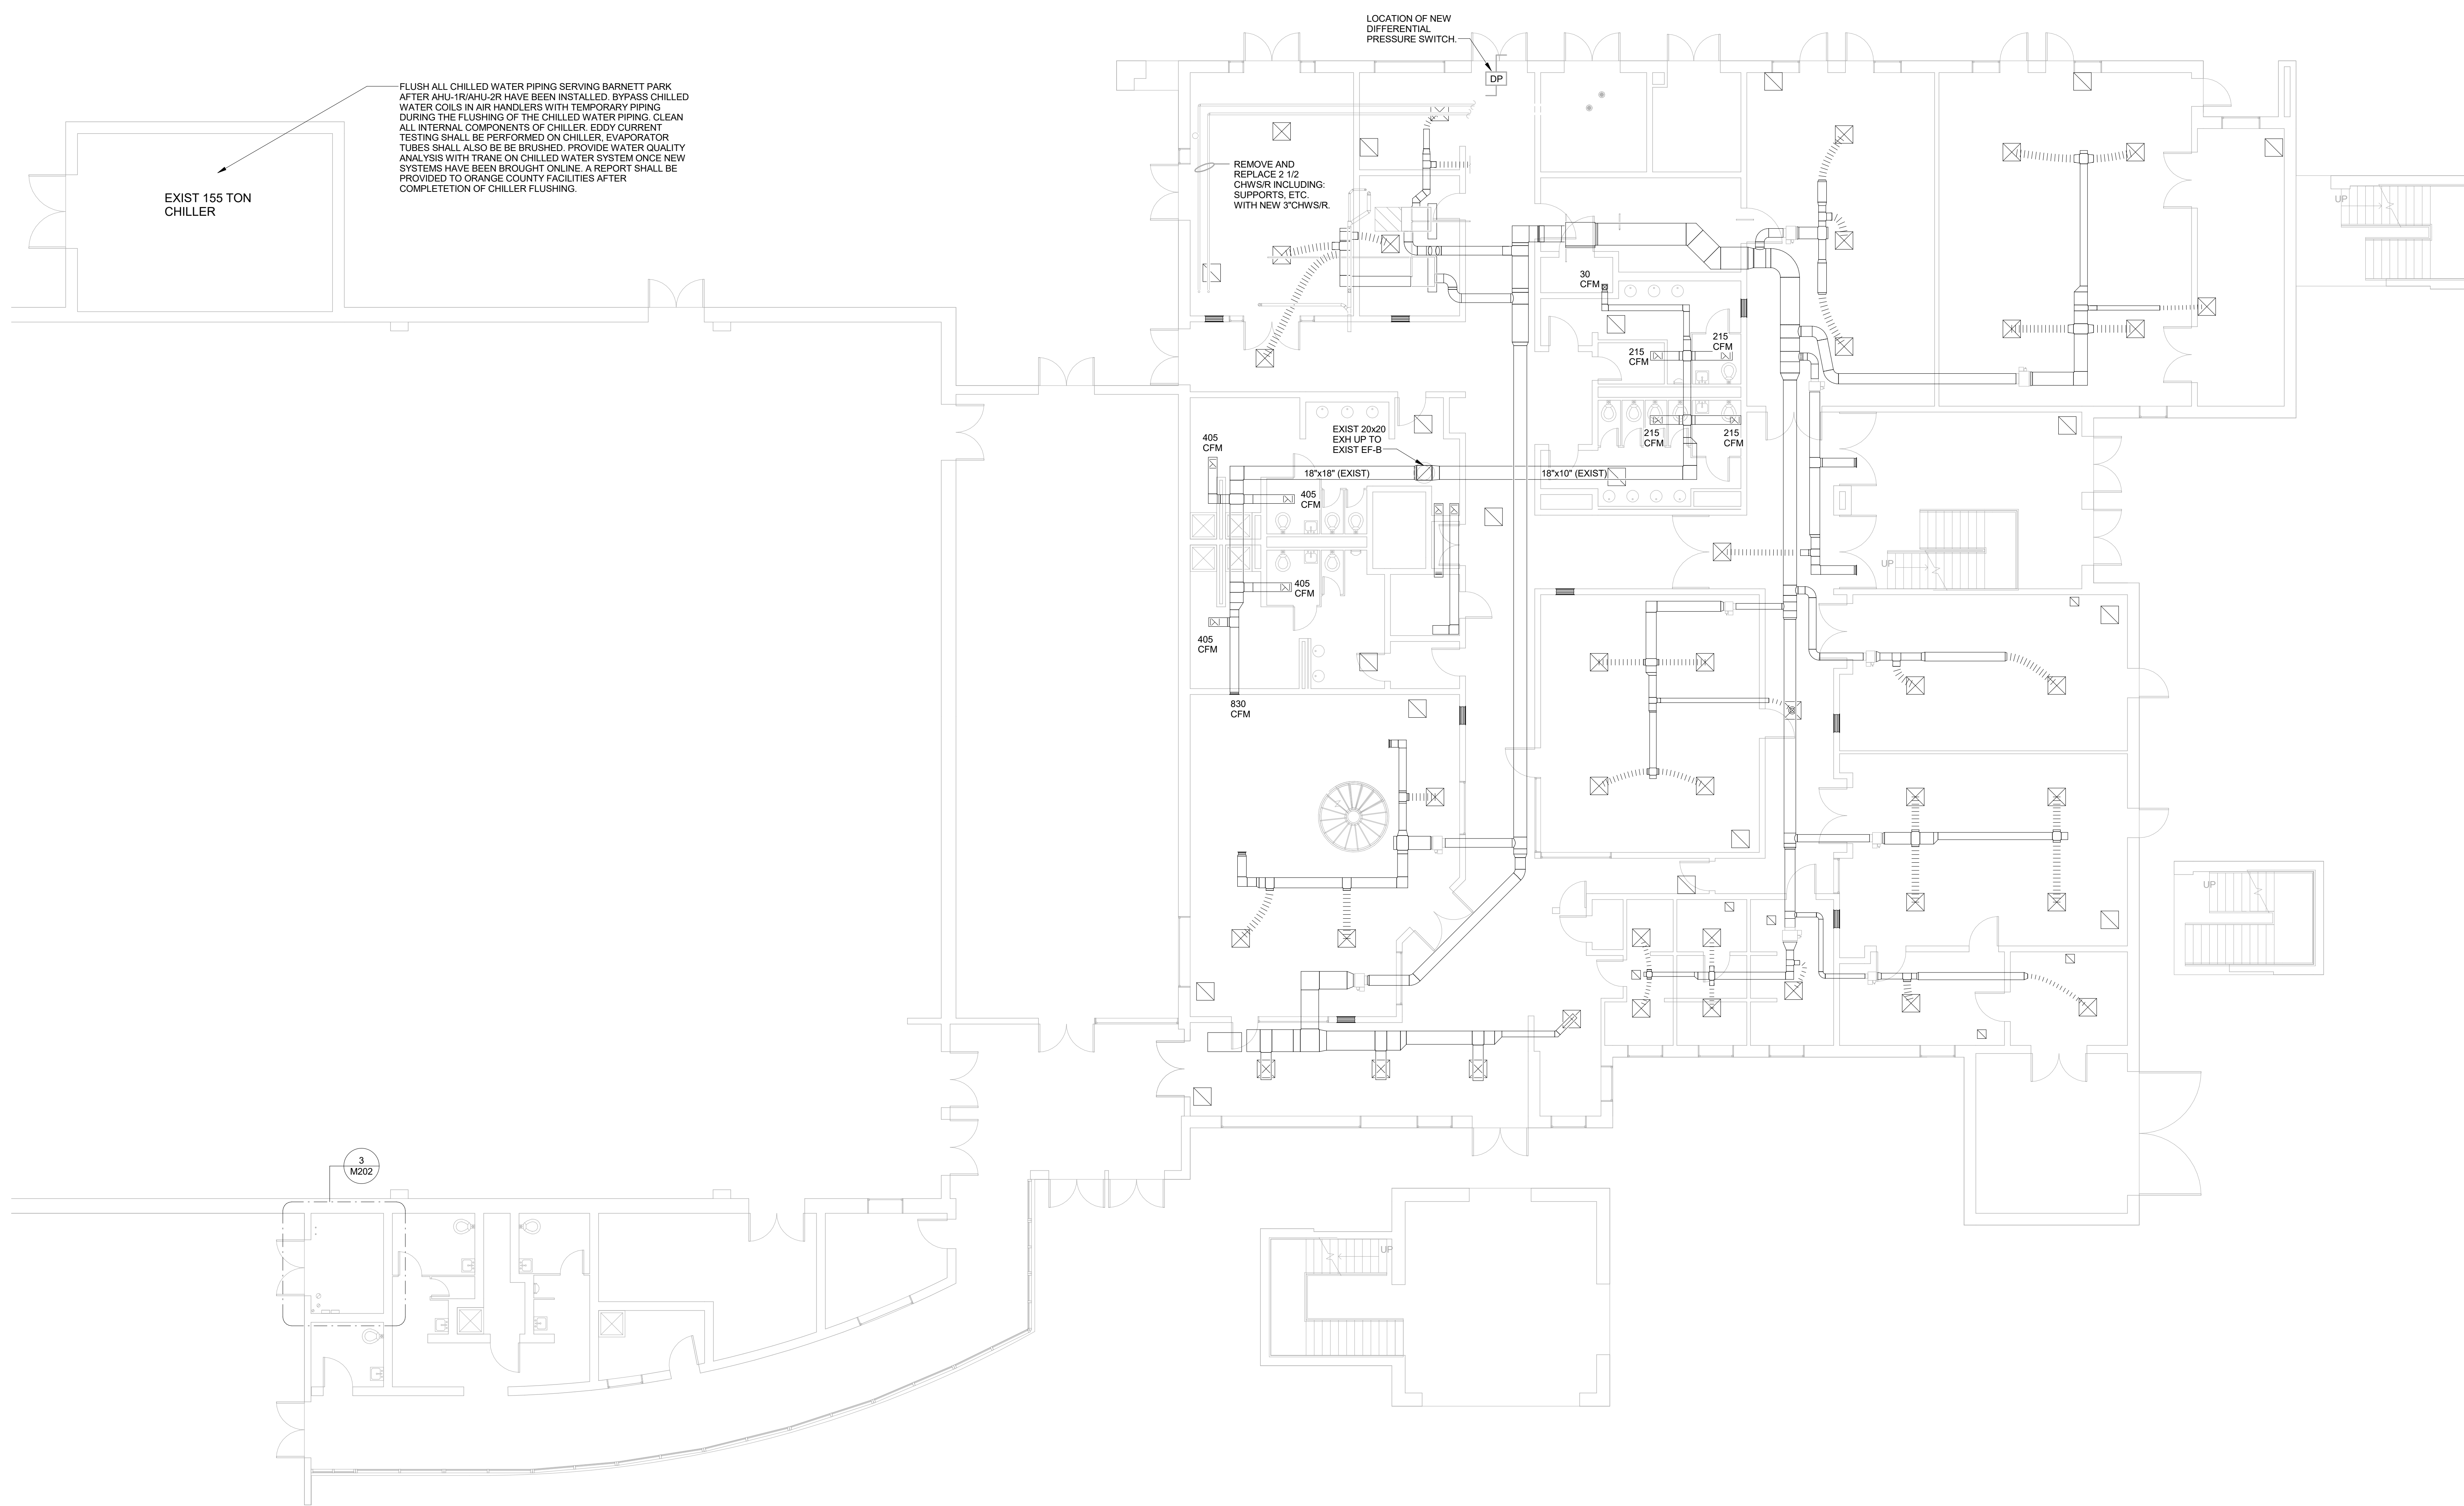 LOCATION OF NEW
DIFFERENTIAL
PRESSURE SWITCH.
DP
FLUSH ALL CHILLED WATER PIPING SERVING BARNETT PARK
AFTER AHU-1R/AHU-2R HAVE BEEN INSTALLED. BYPASS CHILLED
WATER COILS IN AIR HANDLERS WITH TEMPORARY PIPING
DURING THE FLUSHING OF THE CHILLED WATER PIPING. CLEAN
ALL INTERNAL COMPONENTS OF CHILLER. EDDY CURRENT
TESTING SHALL BE PERFORMED ON CHILLER, EVAPORATOR
TUBES SHALL ALSO BE BE BRUSHED. PROVIDE WATER QUALITY
ANALYSIS WITH TRANE ON CHILLED WATER SYSTEM ONCE NEW
SYSTEMS HAVE BEEN BROUGHT ONLINE. A REPORT SHALL BE
PROVIDED TO ORANGE COUNTY FACILITIES AFTER
COMPLETETION OF CHILLER FLUSHING.
EXIST 155 TON
CHILLER
REMOVE AND
REPLACE 2 1/2
CHWS/R INCLUDING:
SUPPORTS, ETC.
WITH NEW 3"CHWS/R.
UP
30
CFM
215
CFM
215
CFM
215
CFM
215
CFM
EXIST 20x20
EXH UP TO
EXIST EF-B
405
CFM
18"x18" (EXIST)
18"x10" (EXIST)
405
CFM
UP
405
CFM
405
CFM
830
CFM
UP
3
M202
UP